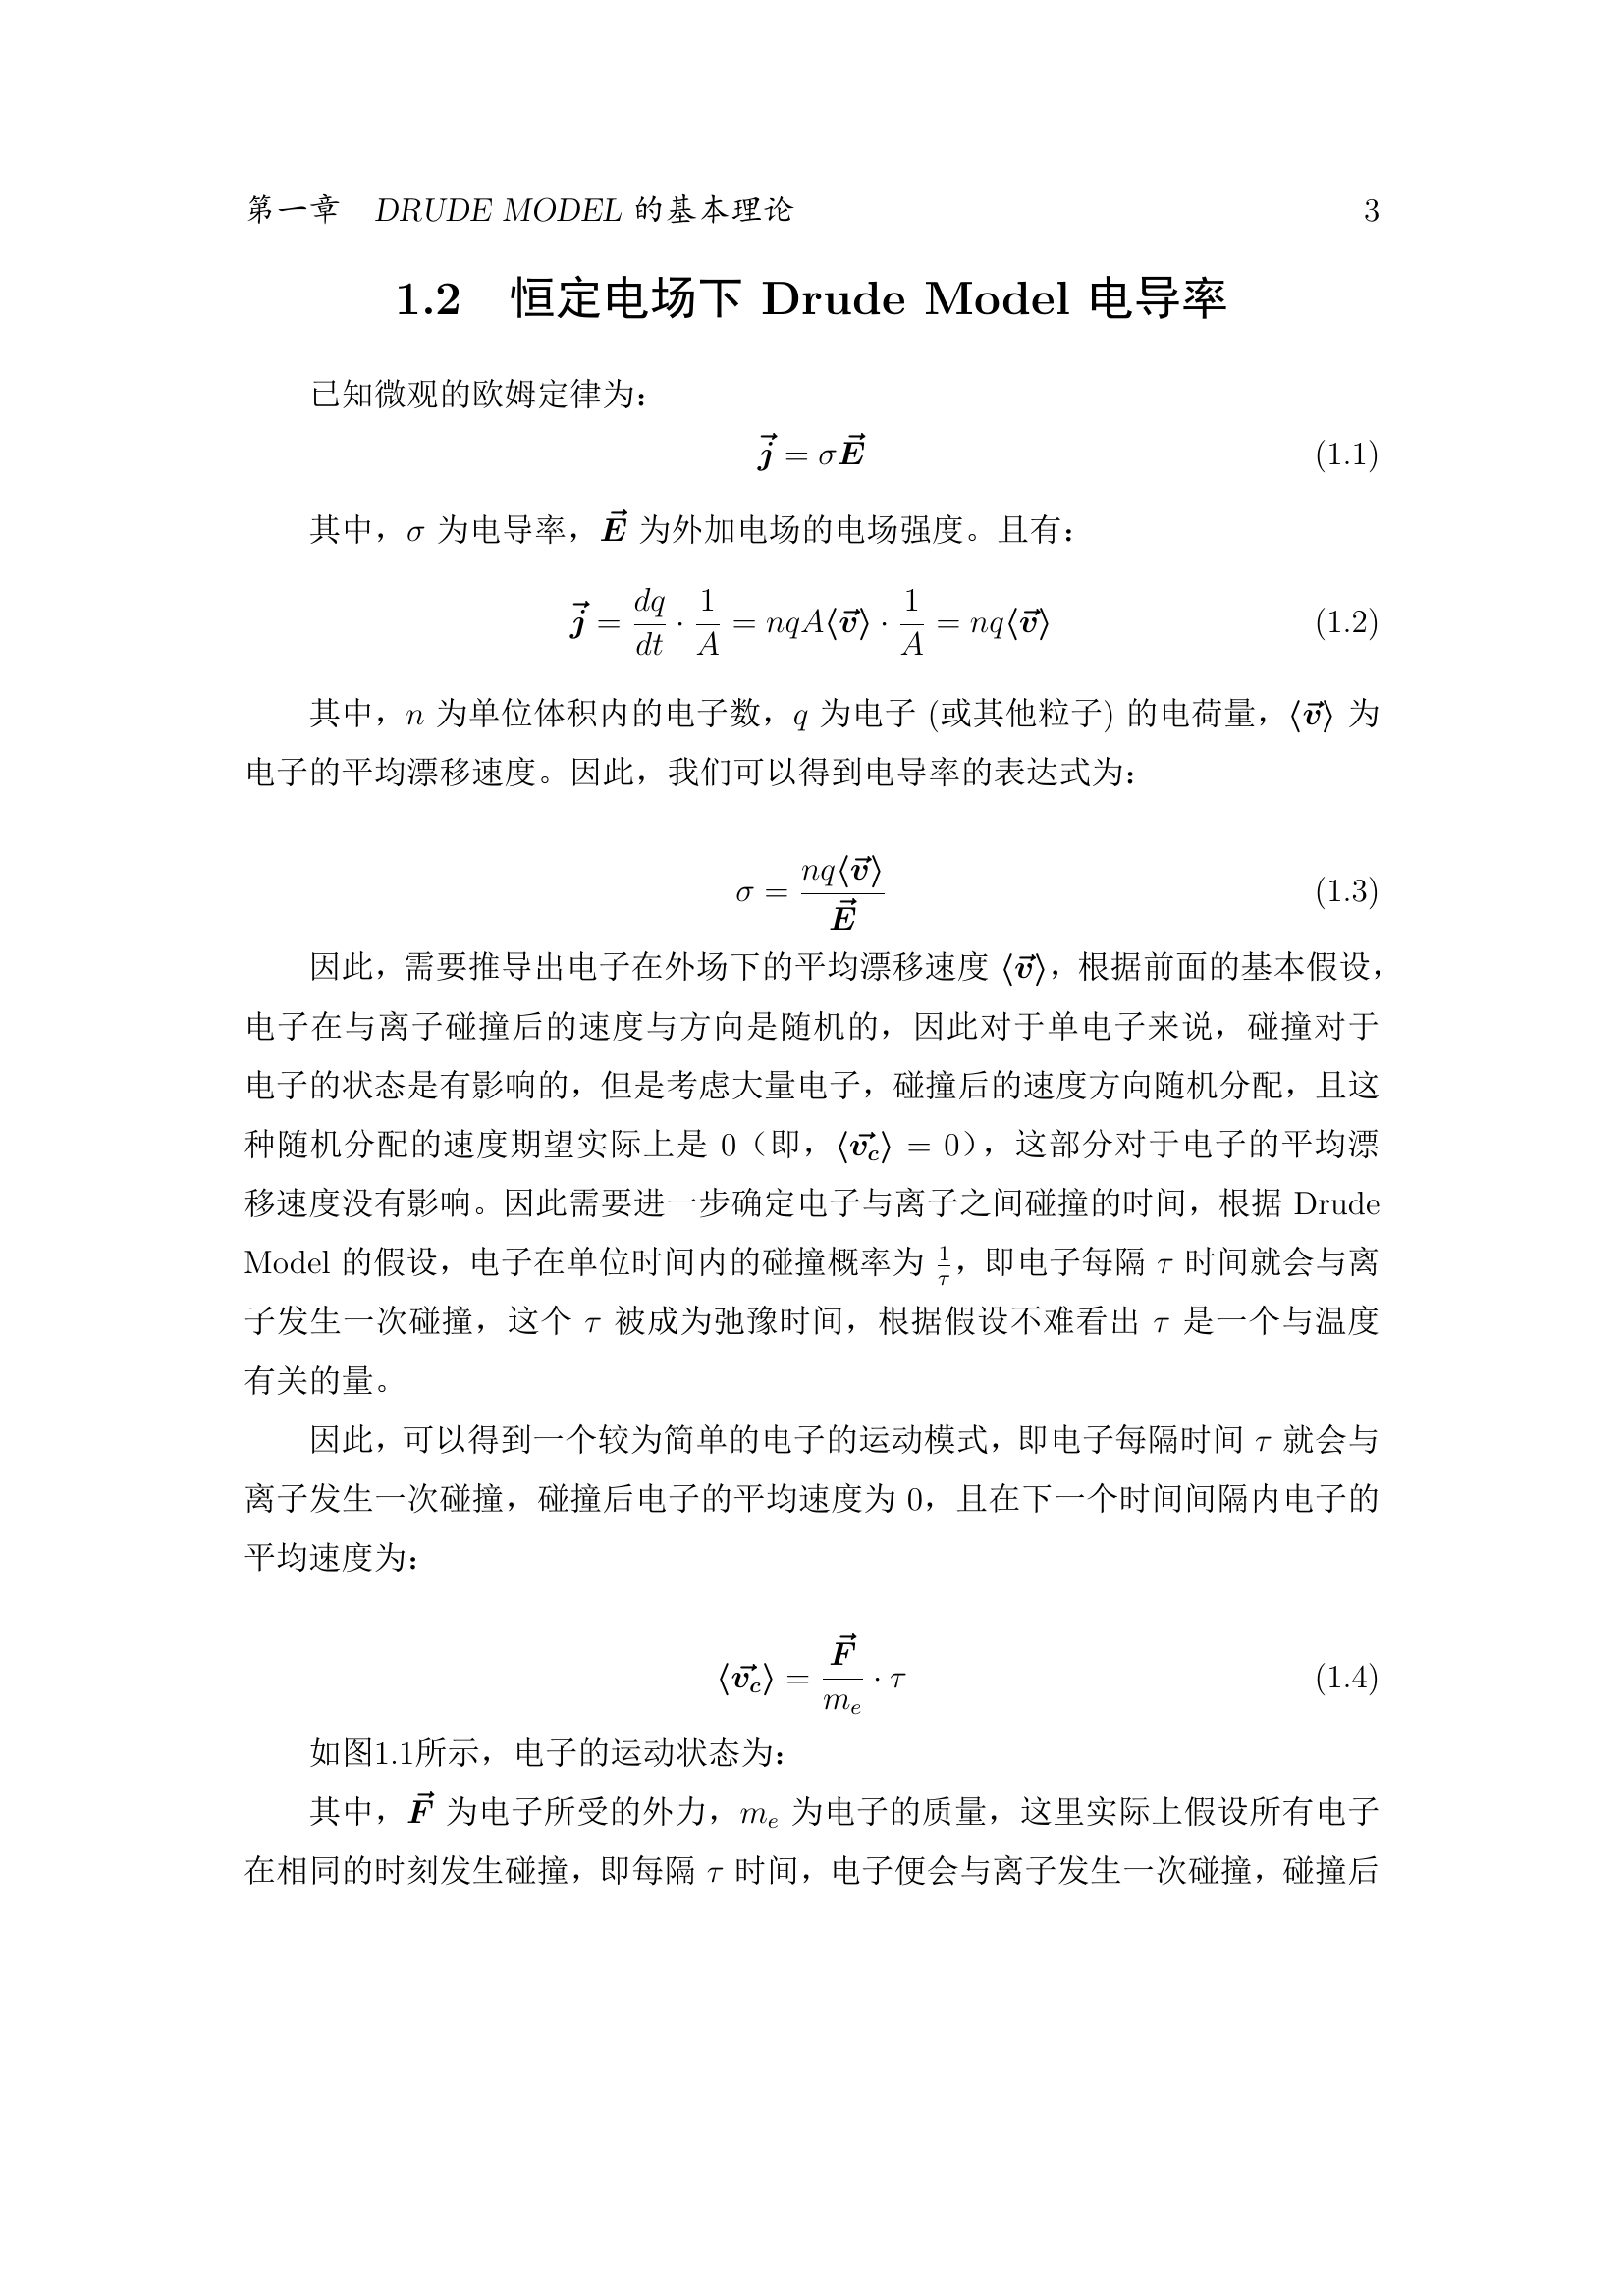 第一章 DRUDE MODEL 的基本理论 3
1.2 恒定电场下 Drude Model 电导率
已知微观的欧姆定律为：
$\vec{\boldsymbol{j}} = \sigma \vec{\boldsymbol{E}}$ (1.1)
其中，$\sigma$ 为电导率，$\vec{\boldsymbol{E}}$ 为外加电场的电场强度。且有：
$\vec{\boldsymbol{j}} = \frac{dq}{dt} \cdot \frac{1}{A} = nqA\langle\vec{\boldsymbol{v}}\rangle \cdot \frac{1}{A} = nq\langle\vec{\boldsymbol{v}}\rangle$ (1.2)
其中，$n$ 为单位体积内的电子数，$q$ 为电子 (或其他粒子) 的电荷量，$\langle\vec{\boldsymbol{v}}\rangle$ 为
电子的平均漂移速度。因此，我们可以得到电导率的表达式为：
$\sigma = \frac{nq\langle\vec{\boldsymbol{v}}\rangle}{\vec{\boldsymbol{E}}}$ (1.3)
因此，需要推导出电子在外场下的平均漂移速度 $\langle\vec{\boldsymbol{v}}\rangle$，根据前面的基本假设，
电子在与离子碰撞后的速度与方向是随机的，因此对于单电子来说，碰撞对于
电子的状态是有影响的，但是考虑大量电子，碰撞后的速度方向随机分配，且这
种随机分配的速度期望实际上是 0（即，$\langle\vec{\boldsymbol{v_c}}\rangle = 0$），这部分对于电子的平均漂
移速度没有影响。因此需要进一步确定电子与离子之间碰撞的时间，根据 Drude
Model 的假设，电子在单位时间内的碰撞概率为 $\frac{1}{\tau}$，即电子每隔 $\tau$ 时间就会与离
子发生一次碰撞，这个 $\tau$ 被成为弛豫时间，根据假设不难看出 $\tau$ 是一个与温度
有关的量。
因此，可以得到一个较为简单的电子的运动模式，即电子每隔时间 $\tau$ 就会与
离子发生一次碰撞，碰撞后电子的平均速度为 0，且在下一个时间间隔内电子的
平均速度为：
$\langle\vec{\boldsymbol{v_c}}\rangle = \frac{\vec{\boldsymbol{F}}}{m_e} \cdot \tau$ (1.4)
如图1.1所示，电子的运动状态为：
其中，$\vec{\boldsymbol{F}}$ 为电子所受的外力，$m_e$ 为电子的质量，这里实际上假设所有电子
在相同的时刻发生碰撞，即每隔 $\tau$ 时间，电子便会与离子发生一次碰撞，碰撞后